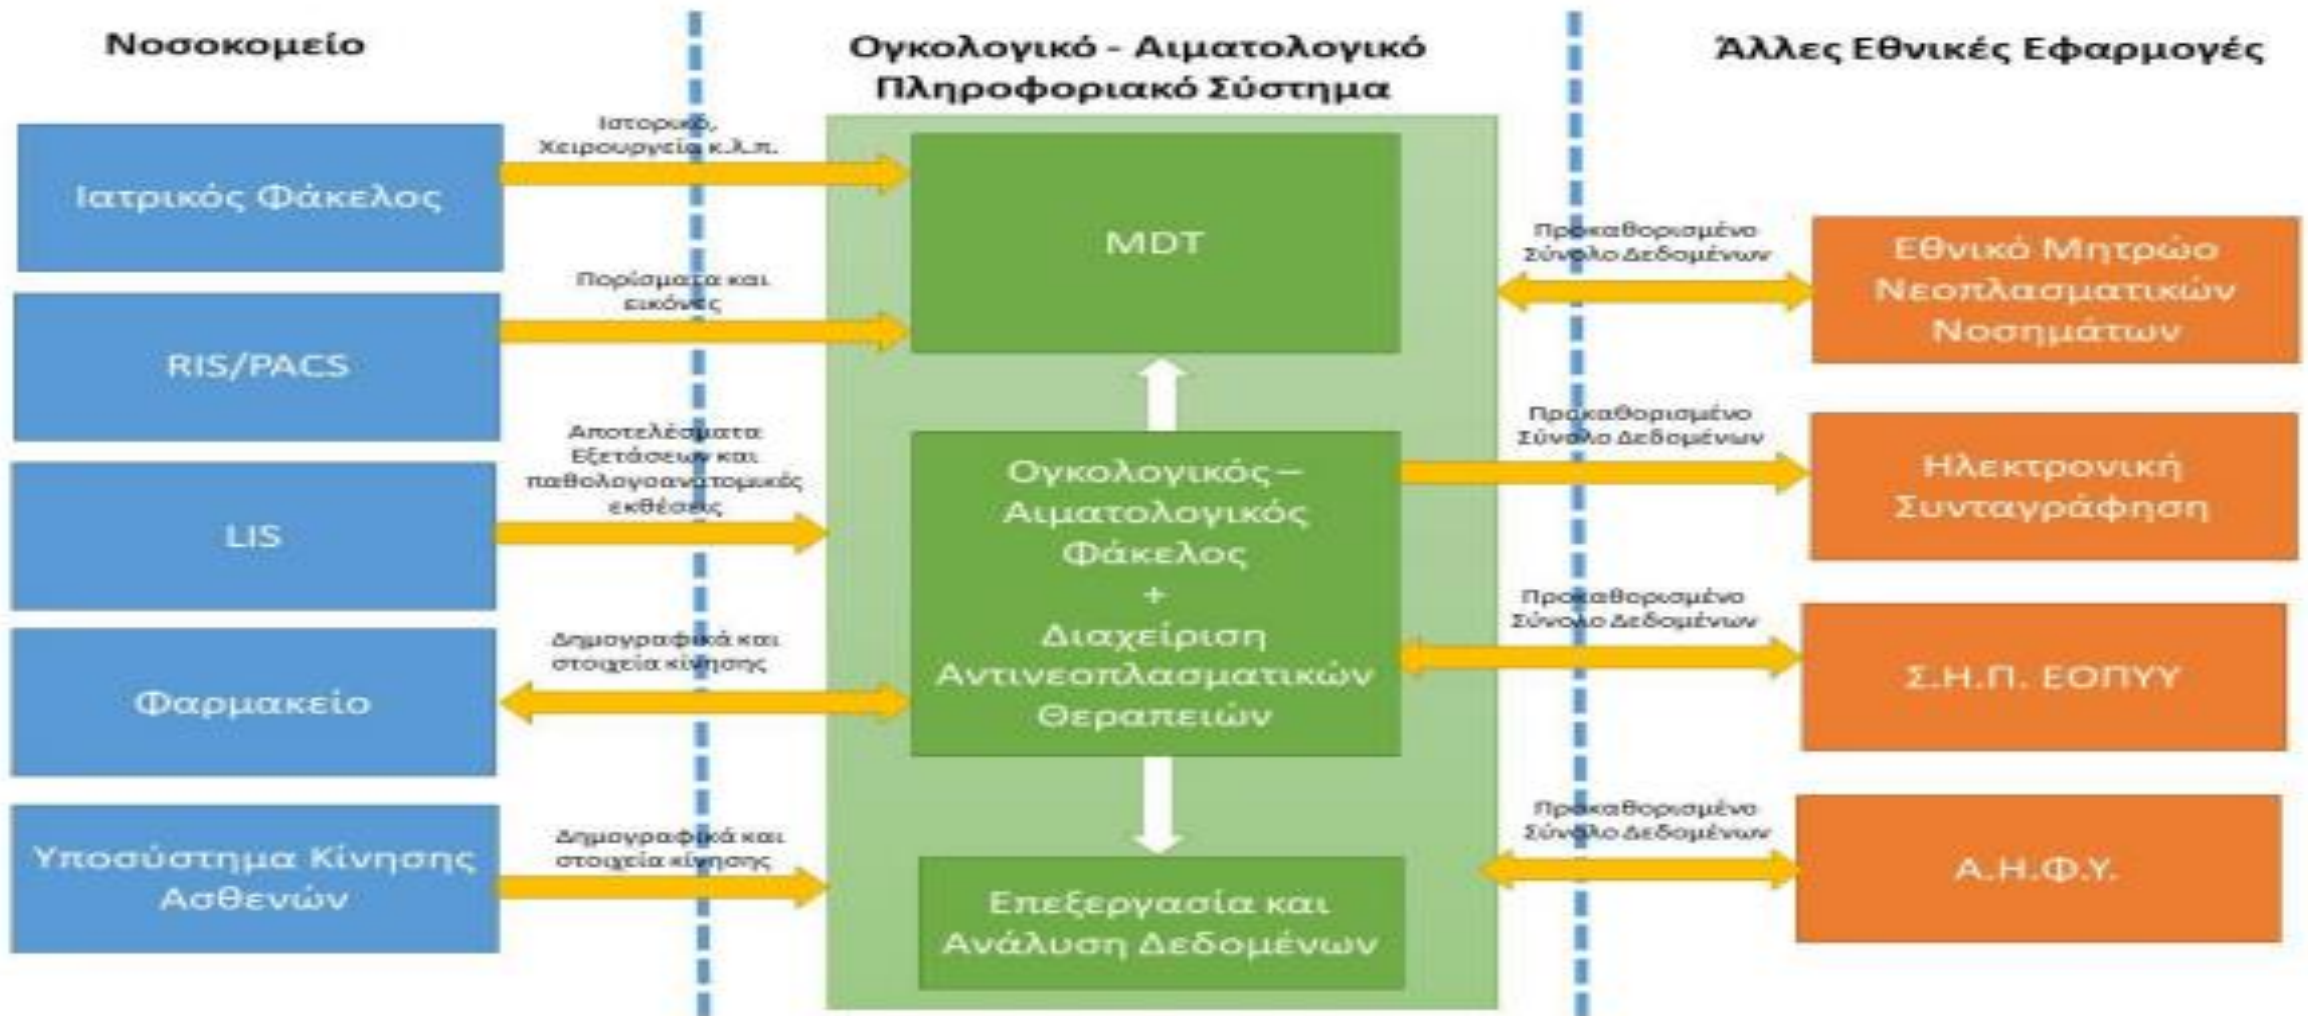 Νοσοκομείο
Ιατρικός Φάκελος
RIS/PACS
LIS
Φαρμακείο
Υποσύστημα Κίνησης
Ασθενών
Ιστορικό,
Χειρουργεία κ.λ.π.
Πορίσματα και
εικόνες
Αποτελέσματα
Εξετάσεων και
παθολογοανατομικές
εκθέσεις
Δημογραφικά και
στοιχεία κίνησης
Δημογραφικά και
στοιχεία κίνησης
Ογκολογικό - Αιματολογικό
Πληροφοριακό Σύστημα
MDT
Ογκολογικός –
Αιματολογικός
Φάκελος
+
Διαχείριση
Αντινεοπλασματικών
Θεραπειών
Επεξεργασία και
Ανάλυση Δεδομένων
Προκαθορισμένο
Σύνολο Δεδομένων
Προκαθορισμένο
Σύνολο Δεδομένων
Προκαθορισμένο
Σύνολο Δεδομένων
Προκαθορισμένο
Σύνολο Δεδομένων
Άλλες Εθνικές Εφαρμογές
Εθνικό Μητρώο
Νεοπλασματικών
Νοσημάτων
Ηλεκτρονική
Συνταγράφηση
Σ.Η.Π. ΕΟΠΥΥ
Α.Η.Φ.Υ.